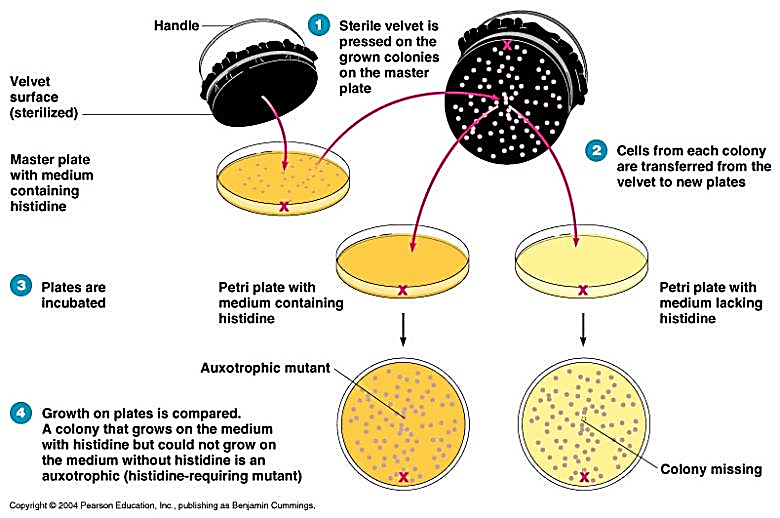 Handle
1
Sterile velvet is
pressed on the
grown colonies
on the master
plate
X
Velvet
surface
(sterilized)
Master plate
with medium
containing
histidine
X
2
Cells from each colony
are transferred from the
velvet to new plates
3
Plates are
incubated
Petri plate with
medium containing
histidine
X
X
Petri plate with
medium lacking
histidine
Auxotrophic mutant
4
Growth on plates is compared.
A colony that grows on the medium
with histidine but could not grow on
the medium without histidine is an
auxotrophic (histidine-requiring mutant)
X
X
Colony missing
Copyright © 2004 Pearson Education, Inc., publishing as Benjamin Cummings.